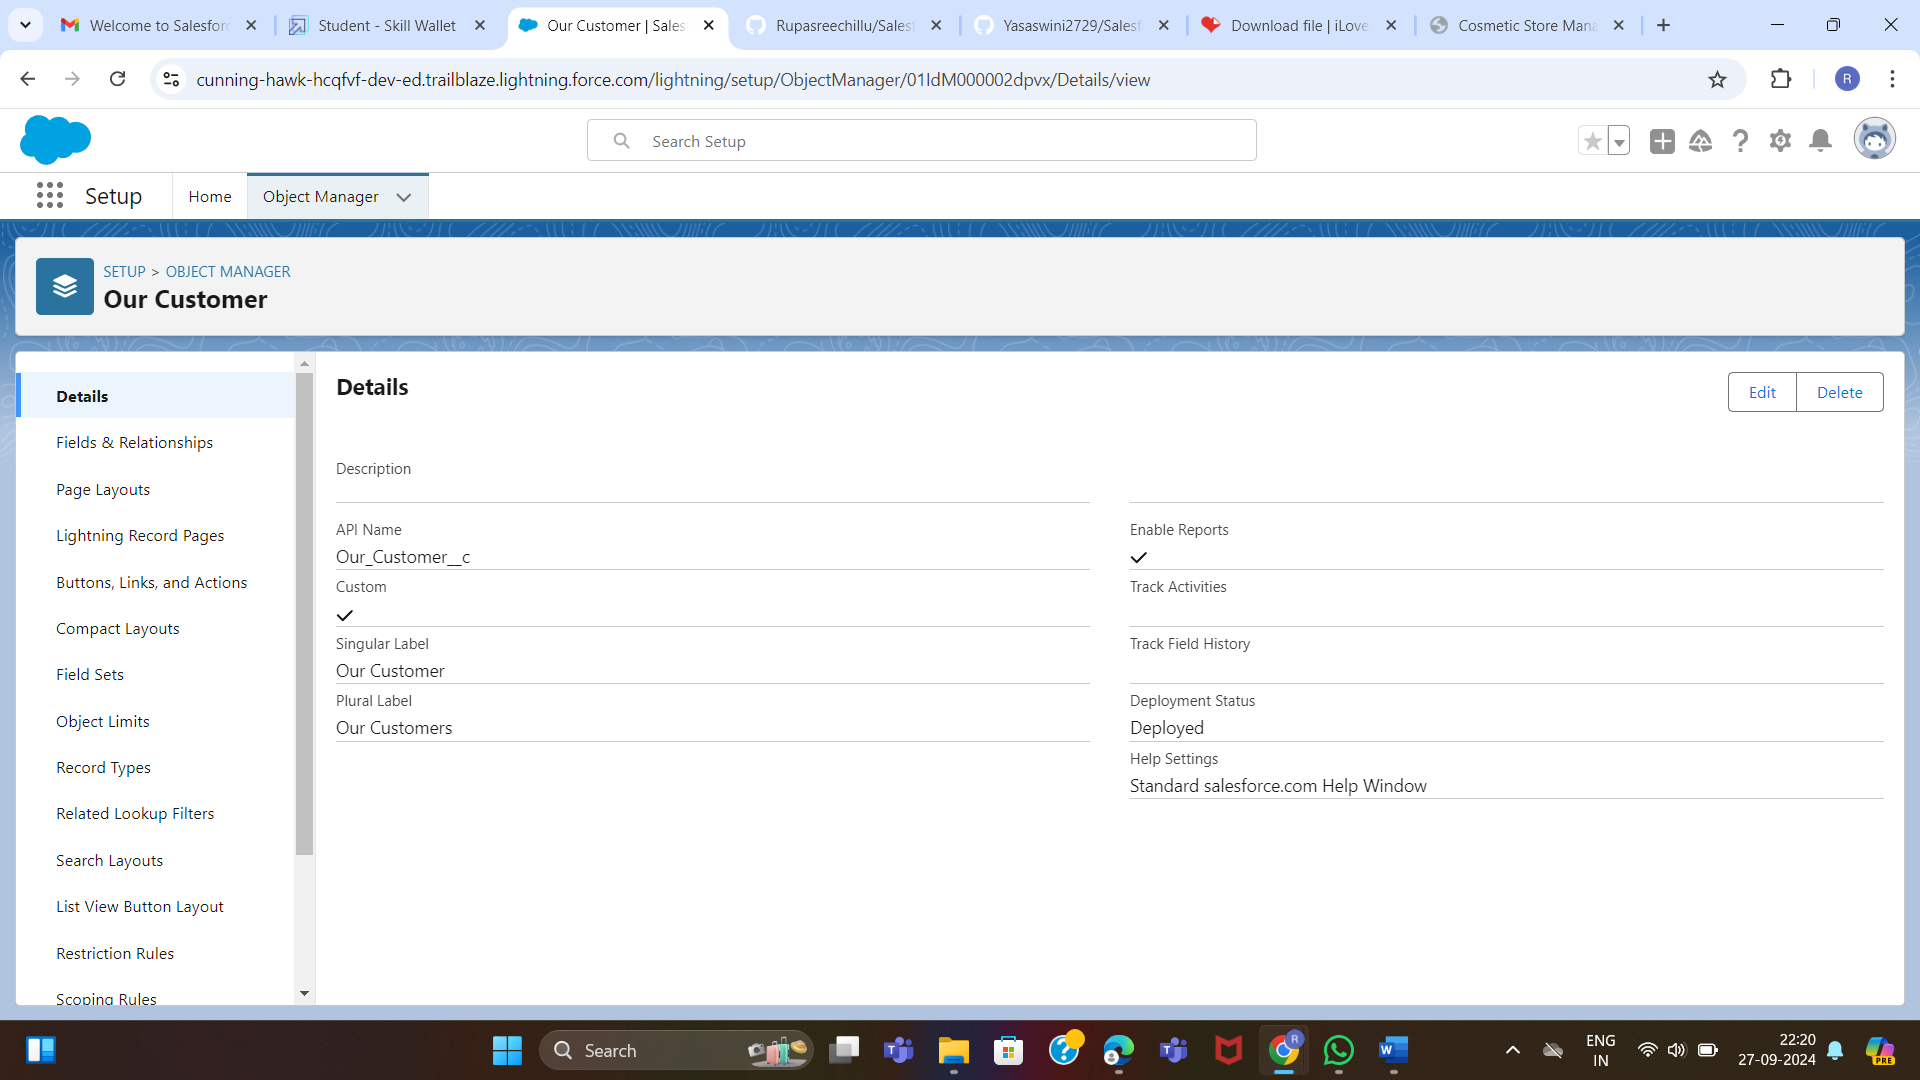 Welcome to Salesforc
Student - Skill Wallet
Our Customer | Sales
Rupasreechillu/Salesf
Yasaswini2729/Salesf
Download file | iLove
Cosmetic Store Mana
cunning-hawk-hcqfvf-dev-ed.trailblaze.lightning.force.com/lightning/setup/ObjectManager/01IdM000002dpvx/Details/view
R
Search Setup
Setup
Home
Object Manager
SETUP > OBJECT MANAGER
Our Customer
Details
Fields & Relationships
Page Layouts
Lightning Record Pages
Buttons, Links, and Actions
Compact Layouts
Field Sets
Object Limits
Record Types
Related Lookup Filters
Search Layouts
List View Button Layout
Restriction Rules
Scoping Rules
Details
Edit
Delete
Description
API Name
Our_Customer__c
Custom
Singular Label
Our Customer
Plural Label
Our Customers
Enable Reports
Track Activities
Track Field History
Deployment Status
Deployed
Help Settings
Standard salesforce.com Help Window
Search
R
ENG
IN
22:20
27-09-2024
PRE